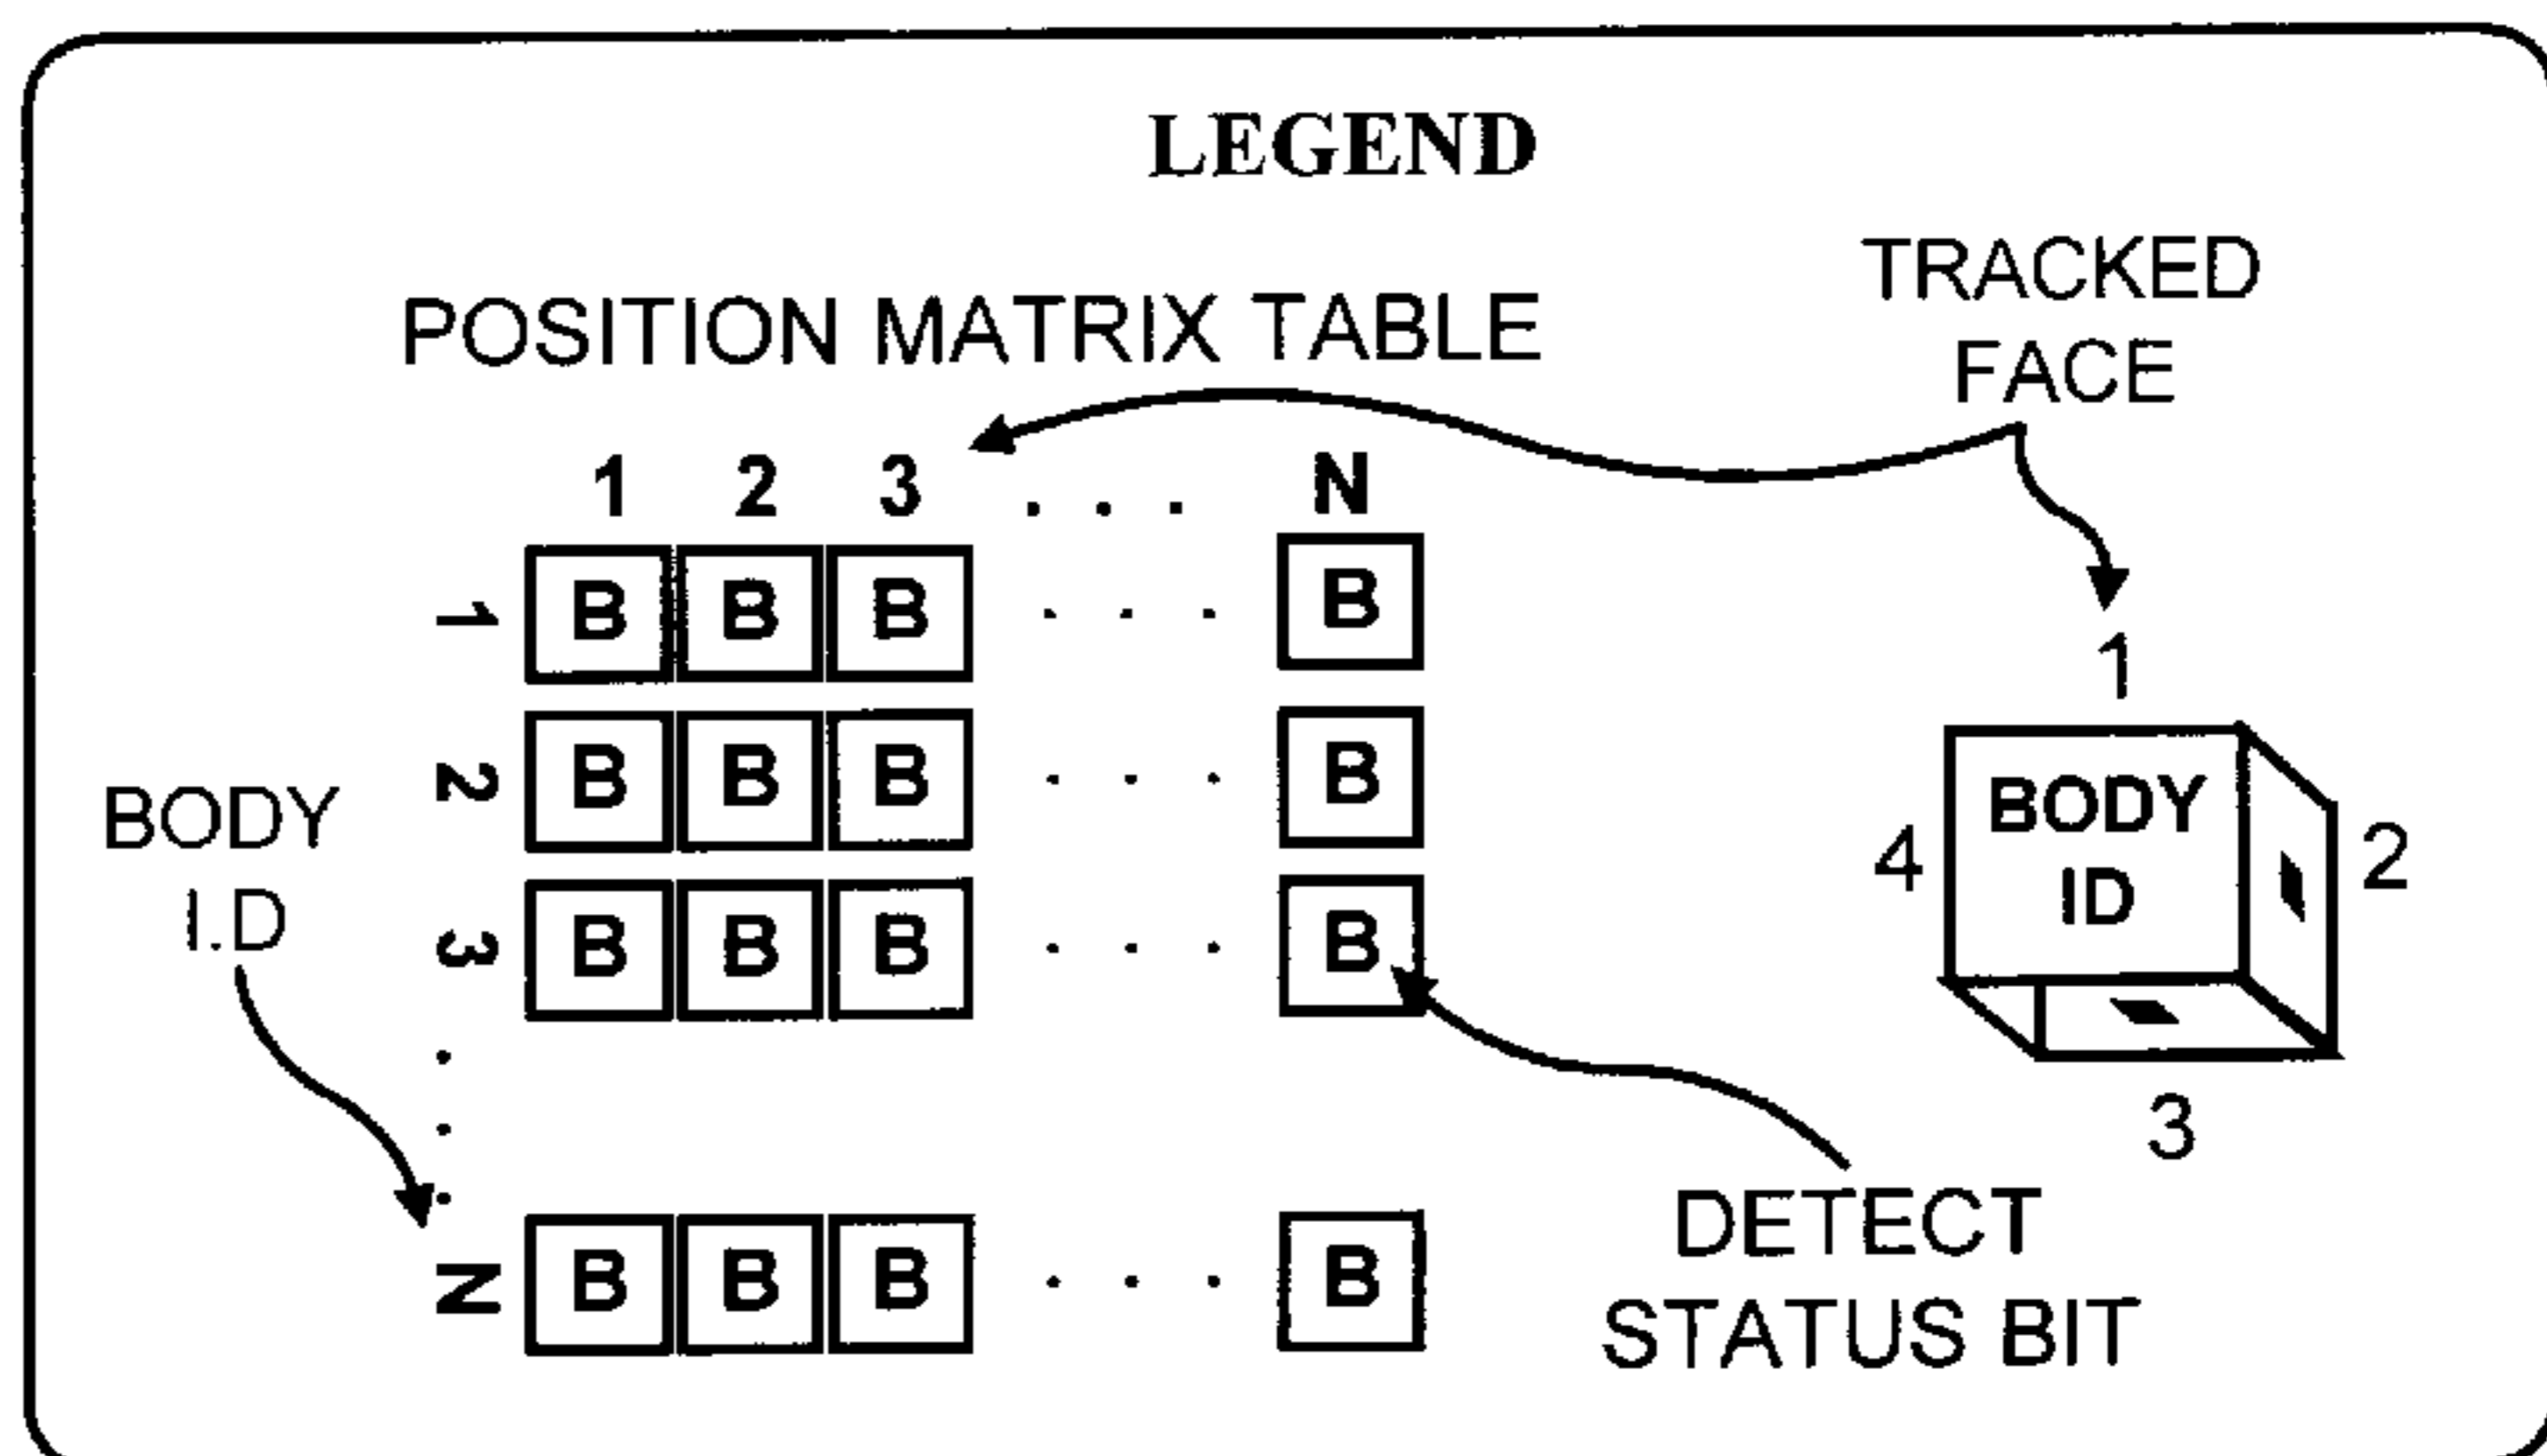 LEGEND
POSITION MATRIX TABLE
TRACKED
FACE
1 2 3 . . . N
1 B B B . . . B
2 B B B . . . B
3 B B B . . . B
.
.
.
N B B B . . . B
BODY
I.D
1
BODY
ID
4
2
3
DETECT
STATUS BIT